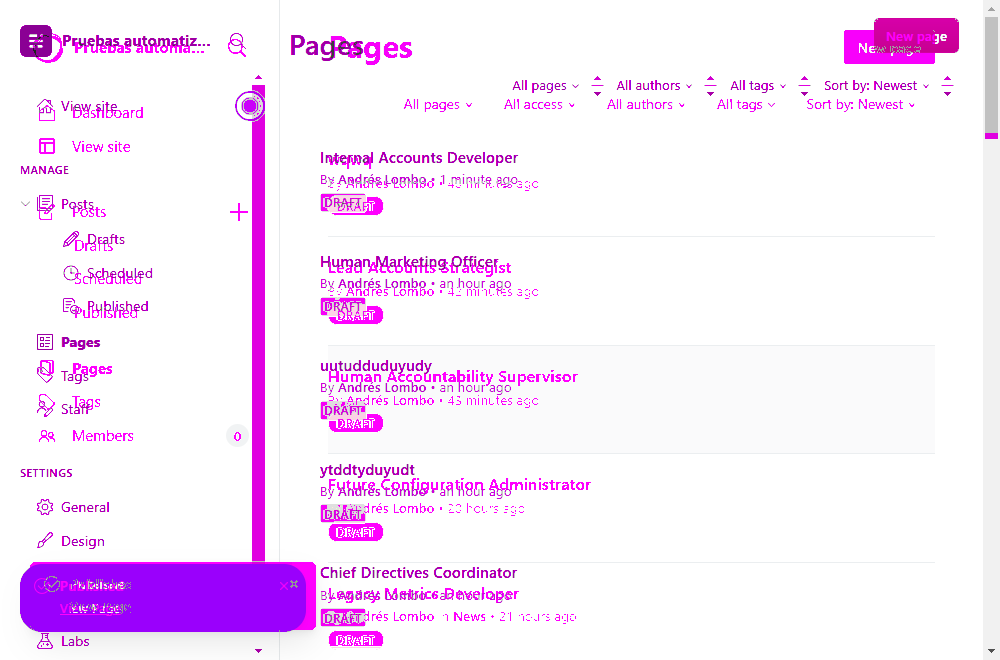 Pruebas automatiz...
Pruebas automa...
Pages
Pages
New page
New page
All pages
All authors
All tags
Sort by: Newest
All pages
All access
All authors
All tags
Sort by: Newest
View site
Dashboard
View site
MANAGE
Posts
Posts
Drafts
Drafts
Scheduled
Scheduled
Published
Published
Pages
Pages
Tags
Tags
Staff
Members
0
SETTINGS
General
Design
View Page
Labs
Internal Accounts Developer
By Andrés Lombo • 1 minute ago
DRAFT
DRAFT
Human Marketing Officer
Lead Accounts Strategist
By Andrés Lombo • an hour ago
By Andrés Lombo • 42 minutes ago
DRAFT
DRAFT
uutudduduyudy
Human Accountability Supervisor
By Andrés Lombo • an hour ago
By Andrés Lombo • 43 minutes ago
DRAFT
DRAFT
ytddtyduyudt
Future Configuration Administrator
By Andrés Lombo • an hour ago
By Andrés Lombo • 20 hours ago
DRAFT
DRAFT
Chief Directives Coordinator
Legacy Metrics Developer
By Andrés Lombo • an hour ago
By Andrés Lombo in News • 21 hours ago
DRAFT
DRAFT